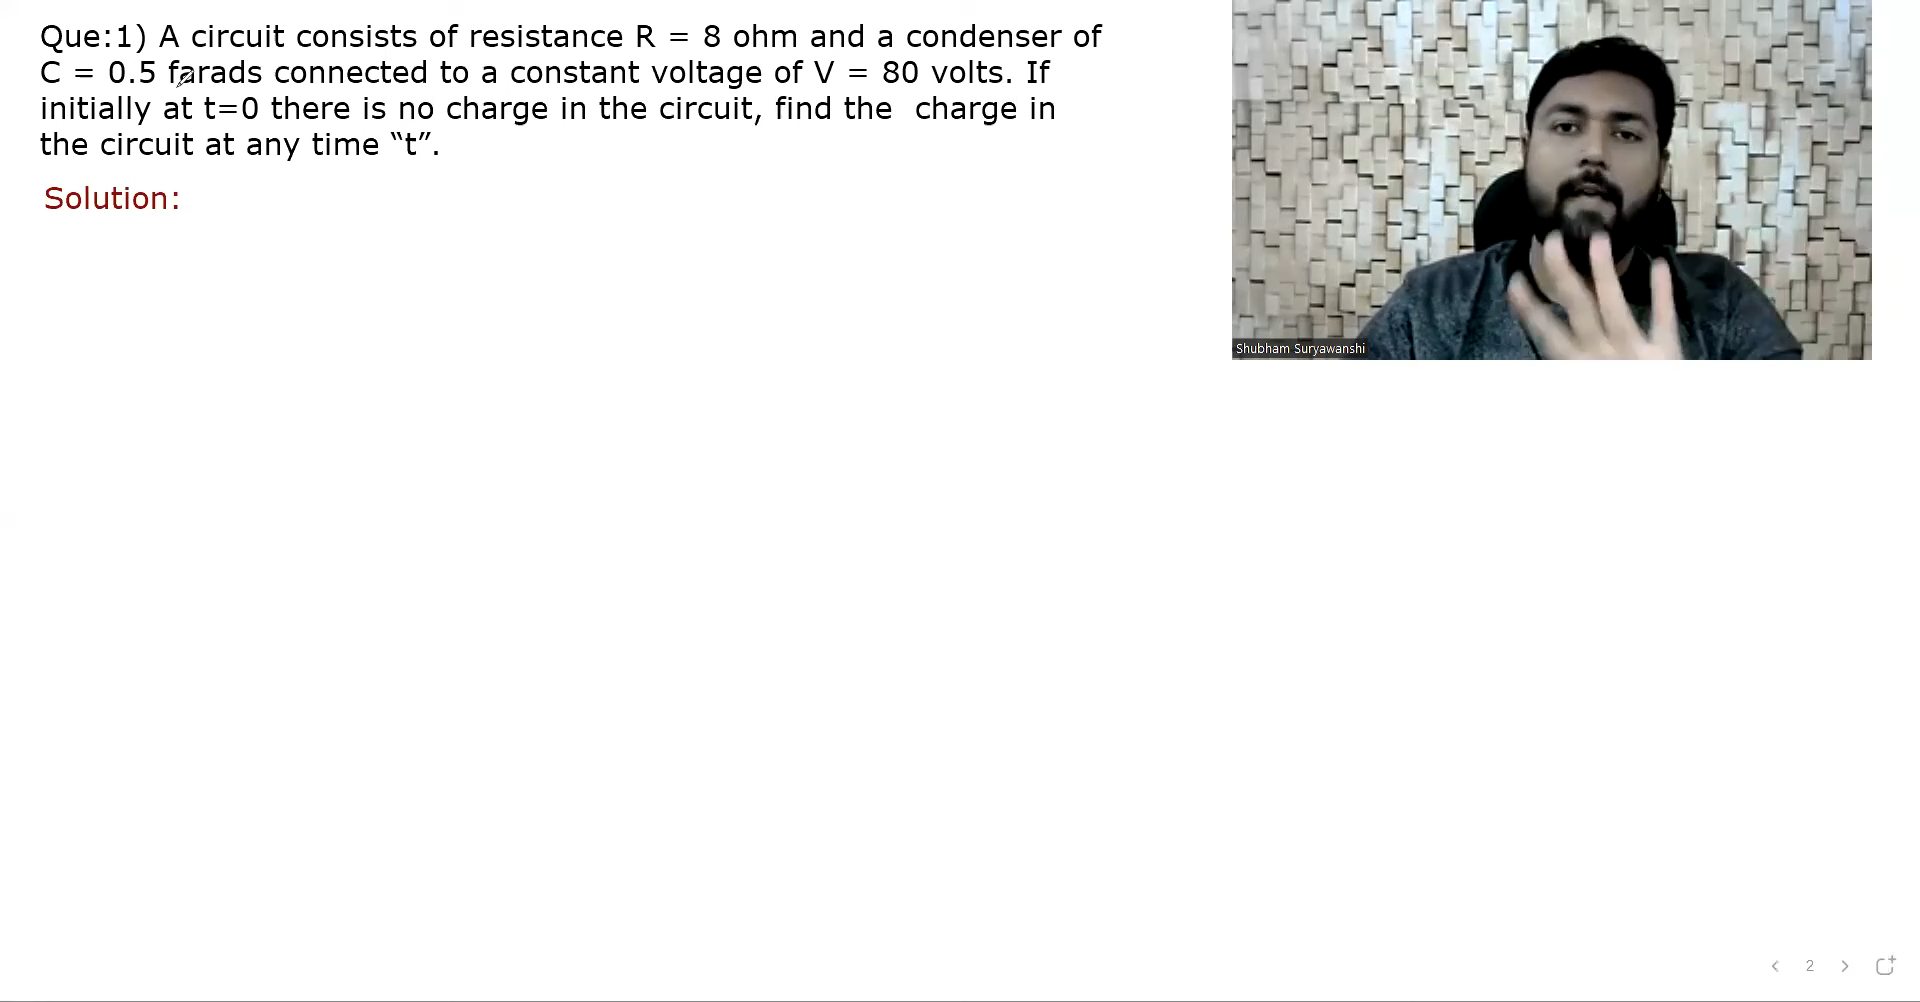 Que:1) A circuit consists of resistance R = 8 ohm and a condenser of
C = 0.5 farads connected to a constant voltage of V = 80 volts. If
initially at t=0 there is no charge in the circuit, find the  charge in
the circuit at any time “t”.
Solution:
Shubham Suryawanshi
2